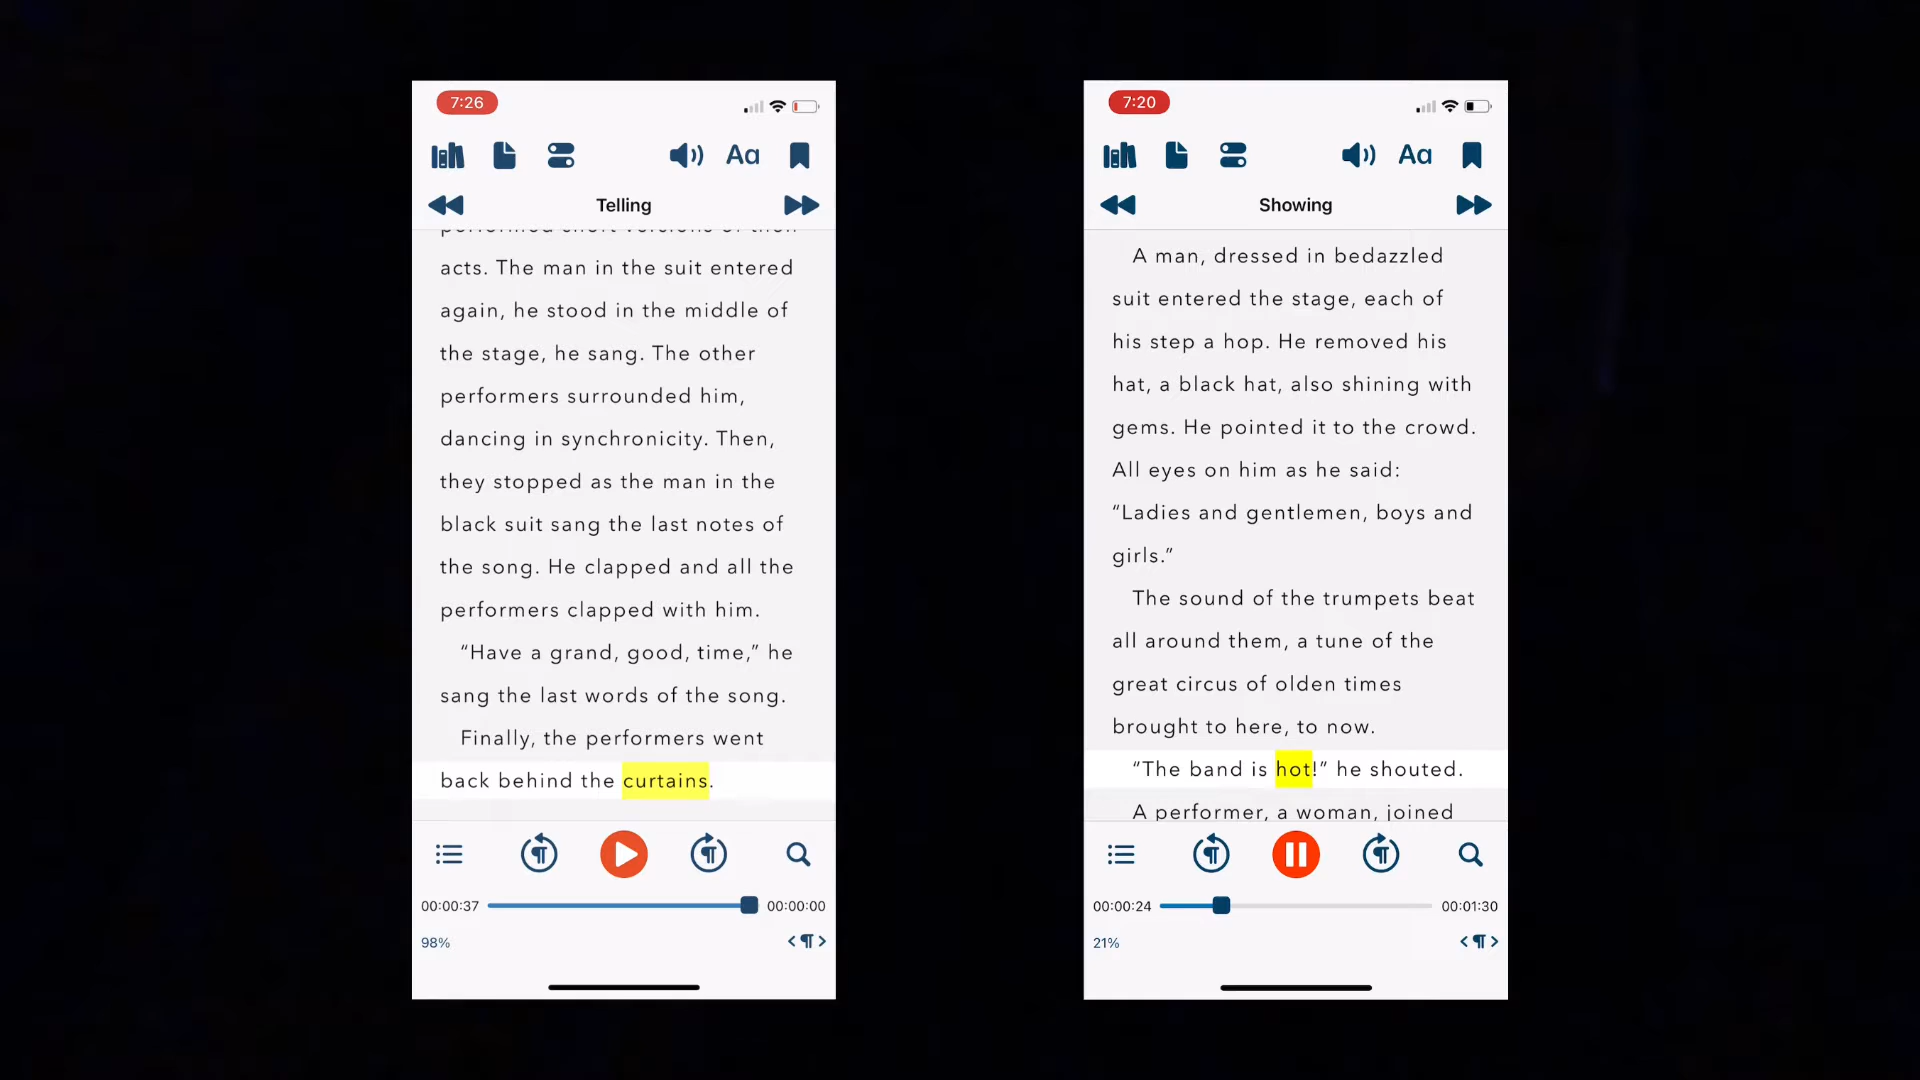 7:26
Telling
performed short versions of their
acts. The man in the suit entered
again, he stood in the middle of
the stage, he sang. The other
performers surrounded him,
dancing in synchronicity. Then,
they stopped as the man in the
black suit sang the last notes of
the song. He clapped and all the
performers clapped with him.
“Have a grand, good, time,” he
sang the last words of the song.
Finally, the performers went
back behind the curtains.
00:00:37
00:00:00
98%
< ¶ >
7:20
Aa
Aa
Showing
A man, dressed in bedazzled
suit entered the stage, each of
his step a hop. He removed his
hat, a black hat, also shining with
gems. He pointed it to the crowd.
All eyes on him as he said:
“Ladies and gentlemen, boys and
girls.”
The sound of the trumpets beat
all around them, a tune of the
great circus of olden times
brought to here, to now.
“The band is hot!” he shouted.
A performer, a woman, joined
00:00:24
00:01:30
21%
< ¶ >